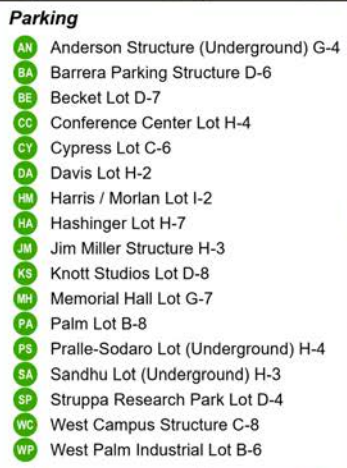 Parking
AN Anderson Structure (Underground) G-4
BA Barrera Parking Structure D-6
BE Becket Lot D-7
CC Conference Center Lot H-4
CY Cypress Lot C-6
DA Davis Lot H-2
HM Harris / Morlan Lot I-2
HA Hashinger Lot H-7
JM Jim Miller Structure H-3
KS Knott Studios Lot D-8
MH Memorial Hall Lot G-7
PA Palm Lot B-8
PS Pralle-Sodaro Lot (Underground) H-4
SA Sandhu Lot (Underground) H-3
SP Struppa Research Park Lot D-4
WC West Campus Structure C-8
WP West Palm Industrial Lot B-6